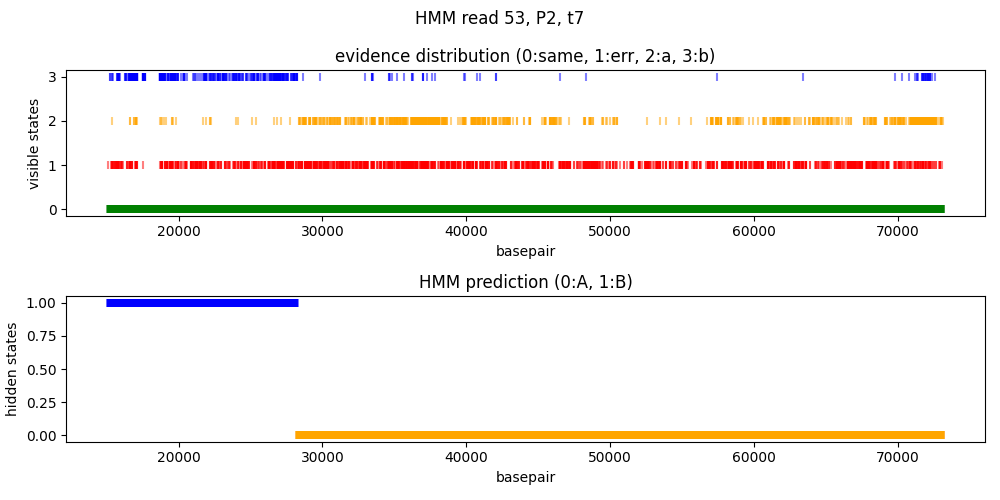 HMM read 53, P2, t7
evidence distribution (0:same, 1:err, 2:a, 3:b)
visible states
3
2
1
0
20000 30000 40000 50000 60000 70000
basepair
HMM prediction (0:A, 1:B)
hidden states
1.00
0.75
0.50
0.25
0.00
20000 30000 40000 50000 60000 70000
basepair